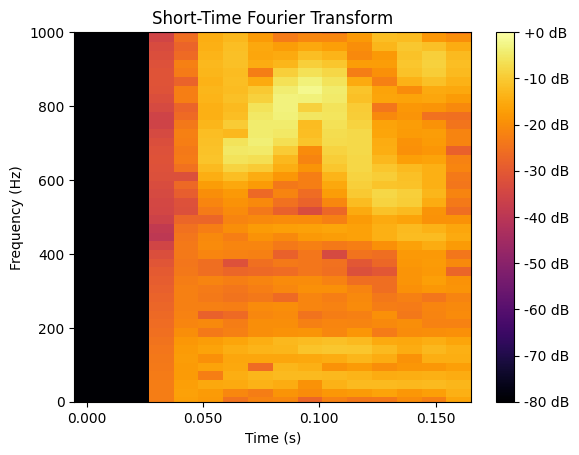 Short-Time Fourier Transform
1000
800
600
400
200
0
Frequency (Hz)
0.000
0.050
0.100
0.150
Time (s)
+0 dB
-10 dB
-20 dB
-30 dB
-40 dB
-50 dB
-60 dB
-70 dB
-80 dB